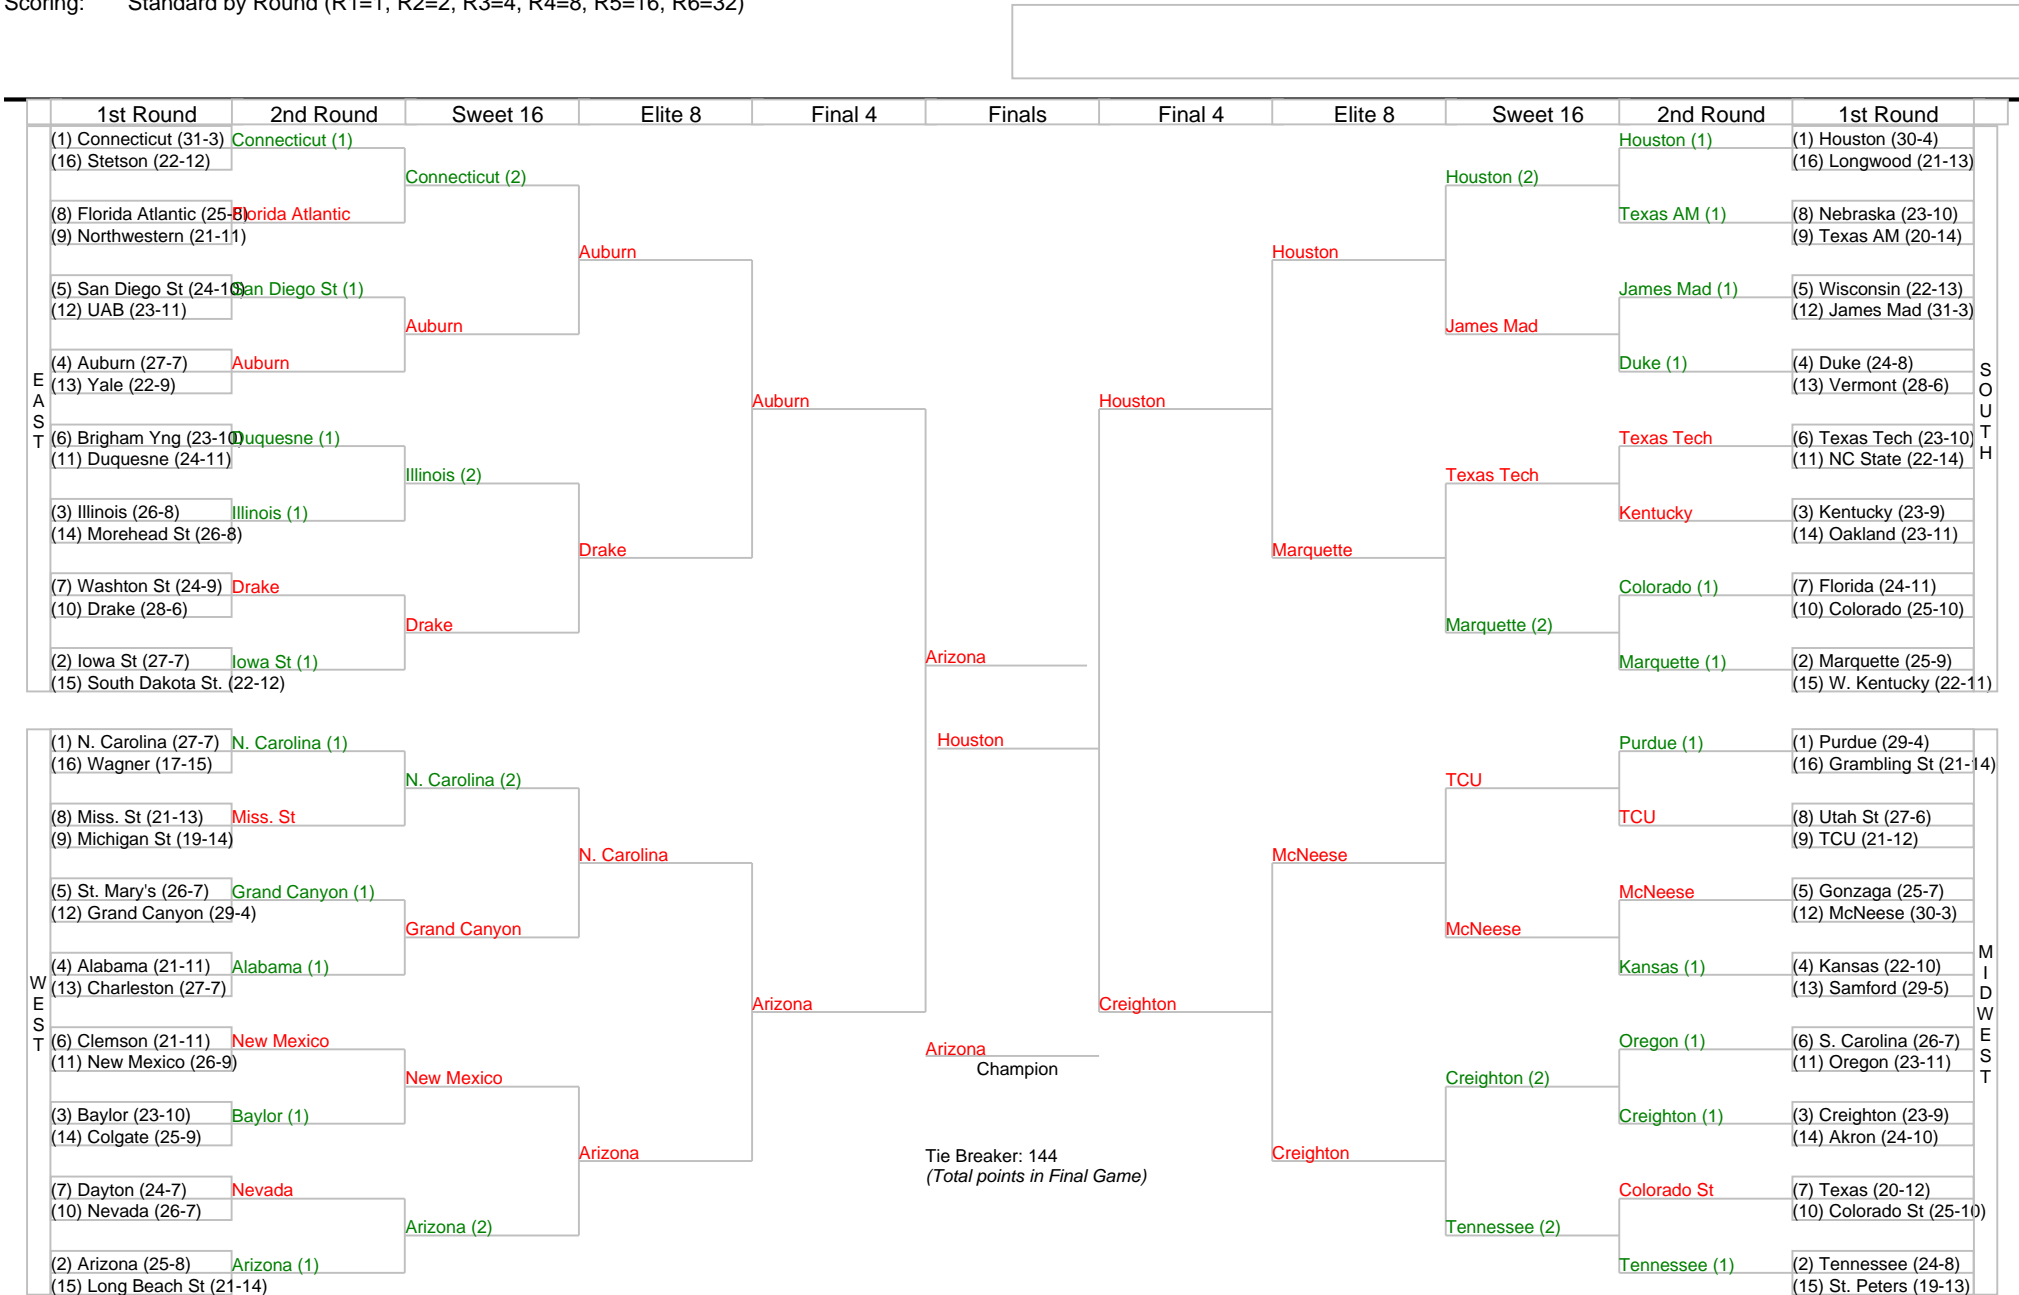 Scoring: Standard by Round (R1=1, R2=2, R3=4, R4=8, R5=16, R6=32)
1st Round 2nd Round Sweet 16 Elite 8 Final 4 Finals Final 4 Elite 8 Sweet 16 2nd Round 1st Round
EAST
(1) Connecticut (31-3)
(16) Stetson (22-12)
(8) Florida Atlantic (25-8)
(9) Northwestern (21-11)
(5) San Diego St (24-10)
(12) UAB (23-11)
(4) Auburn (27-7)
(13) Yale (22-9)
(6) Brigham Yng (23-10)
(11) Duquesne (24-11)
(3) Illinois (26-8)
(14) Morehead St (26-8)
(7) Washton St (24-9)
(10) Drake (28-6)
(2) Iowa St (27-7)
(15) South Dakota St. (22-12)
Connecticut (1)
Florida Atlantic
San Diego St (1)
Auburn
Duquesne (1)
Illinois (1)
Drake
Iowa St (1)
Connecticut (2)
Auburn
Illinois (2)
Drake
Auburn
Drake
Auburn
WEST
(1) N. Carolina (27-7)
(16) Wagner (17-15)
(8) Miss. St (21-13)
(9) Michigan St (19-14)
(5) St. Mary's (26-7)
(12) Grand Canyon (29-4)
(4) Alabama (21-11)
(13) Charleston (27-7)
(6) Clemson (21-11)
(11) New Mexico (26-9)
(3) Baylor (23-10)
(14) Colgate (25-9)
(7) Dayton (24-7)
(10) Nevada (26-7)
(2) Arizona (25-8)
(15) Long Beach St (21-14)
N. Carolina (1)
Miss. St
Grand Canyon (1)
Alabama (1)
New Mexico
Baylor (1)
Nevada
Arizona (1)
N. Carolina (2)
Grand Canyon
New Mexico
Arizona (2)
N. Carolina
Arizona
Arizona
Arizona
Houston
Arizona
Champion
Tie Breaker: 144
(Total points in Final Game)
Houston
Creighton
Houston
Marquette
Houston (2)
James Mad
Texas Tech
Marquette (2)
Houston (1)
Texas AM (1)
James Mad (1)
Duke (1)
Texas Tech
Kentucky
Colorado (1)
Marquette (1)
(1) Houston (30-4)
(16) Longwood (21-13)
(8) Nebraska (23-10)
(9) Texas AM (20-14)
(5) Wisconsin (22-13)
(12) James Mad (31-3)
(4) Duke (24-8)
(13) Vermont (28-6)
(6) Texas Tech (23-10)
(11) NC State (22-14)
(3) Kentucky (23-9)
(14) Oakland (23-11)
(7) Florida (24-11)
(10) Colorado (25-10)
(2) Marquette (25-9)
(15) W. Kentucky (22-11)
SOUTH
McNeese
Creighton
TCU
McNeese
Creighton (2)
Tennessee (2)
Purdue (1)
TCU
McNeese
Kansas (1)
Oregon (1)
Creighton (1)
Colorado St
Tennessee (1)
(1) Purdue (29-4)
(16) Grambling St (21-14)
(8) Utah St (27-6)
(9) TCU (21-12)
(5) Gonzaga (25-7)
(12) McNeese (30-3)
(4) Kansas (22-10)
(13) Samford (29-5)
(6) S. Carolina (26-7)
(11) Oregon (23-11)
(3) Creighton (23-9)
(14) Akron (24-10)
(7) Texas (20-12)
(10) Colorado St (25-10)
(2) Tennessee (24-8)
(15) St. Peters (19-13)
MIDWEST